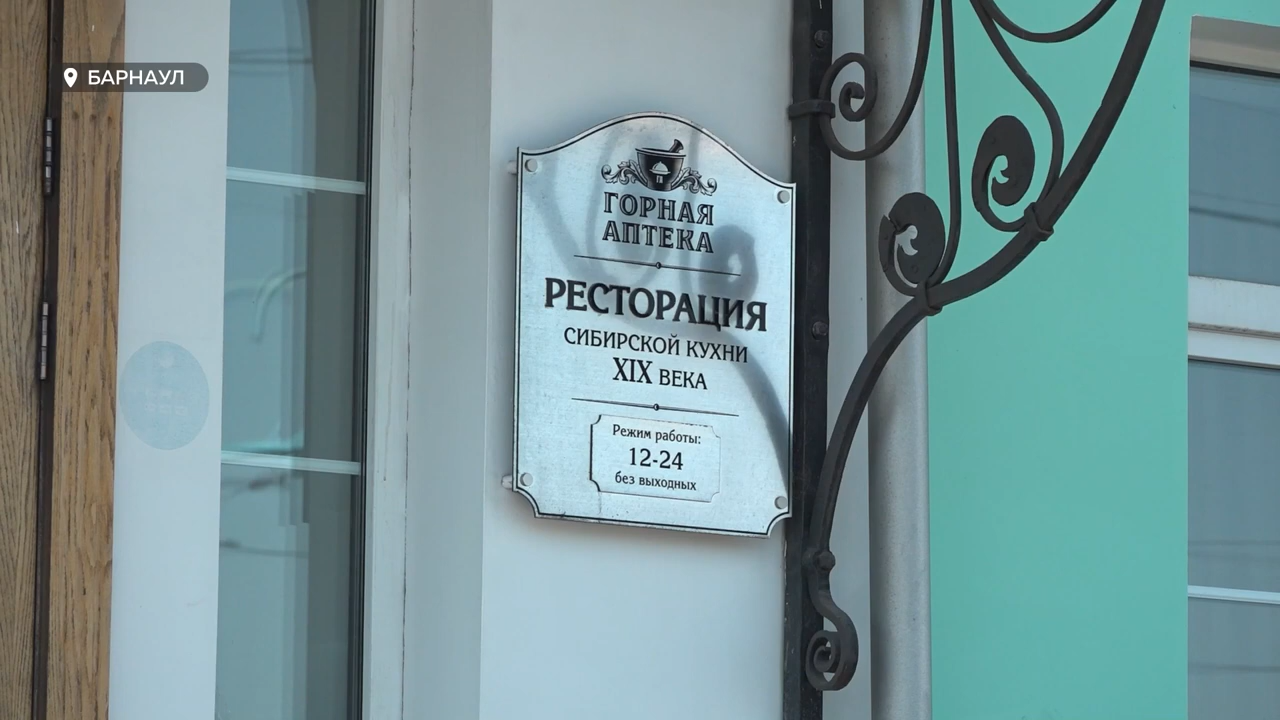 БАРНАУЛ
ГОРНАЯ
АПТЕКА
РЕСТОРАЦИЯ
СИБИРСКОЙ КУХНИ
XIX ВЕКА
Режим работы:
12-24
без выходных